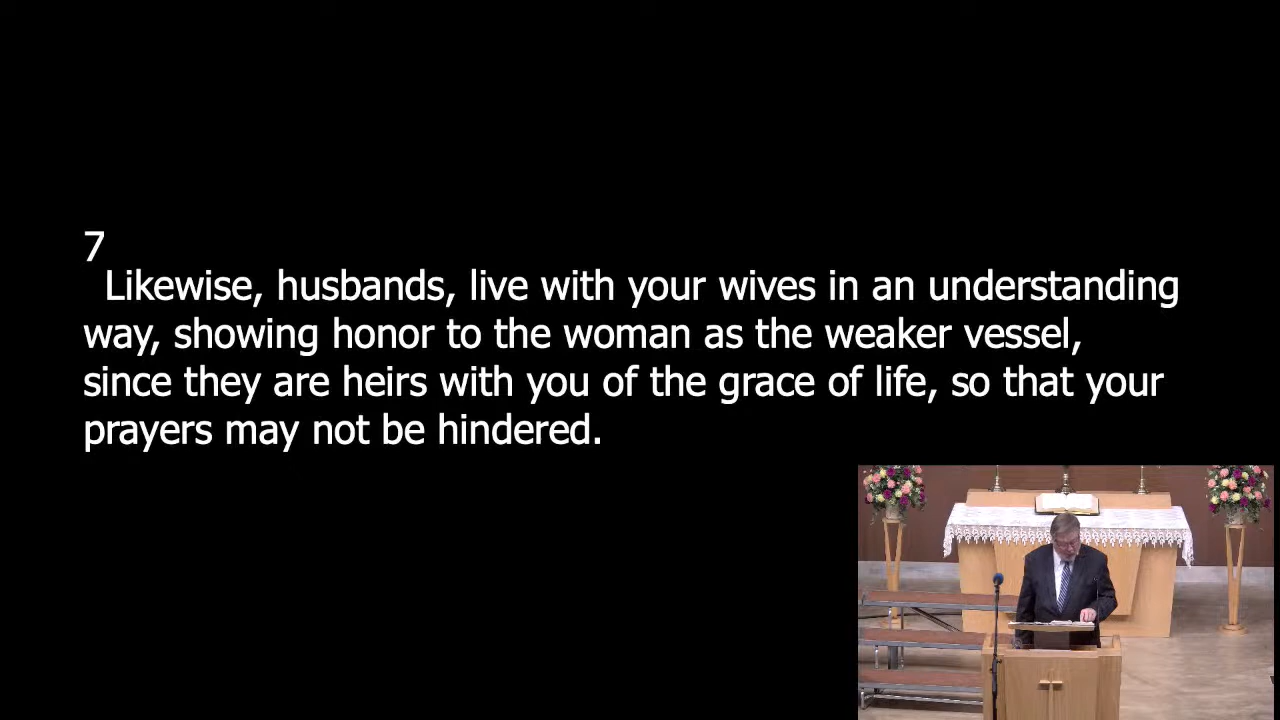 7
Likewise, husbands, live with your wives in an understanding
way, showing honor to the woman as the weaker vessel,
since they are heirs with you of the grace of life, so that your
prayers may not be hindered.